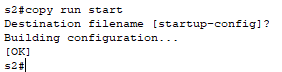 s2#copy run start
Destination filename [startup-config]?
Building configuration...
[OK]
s2#